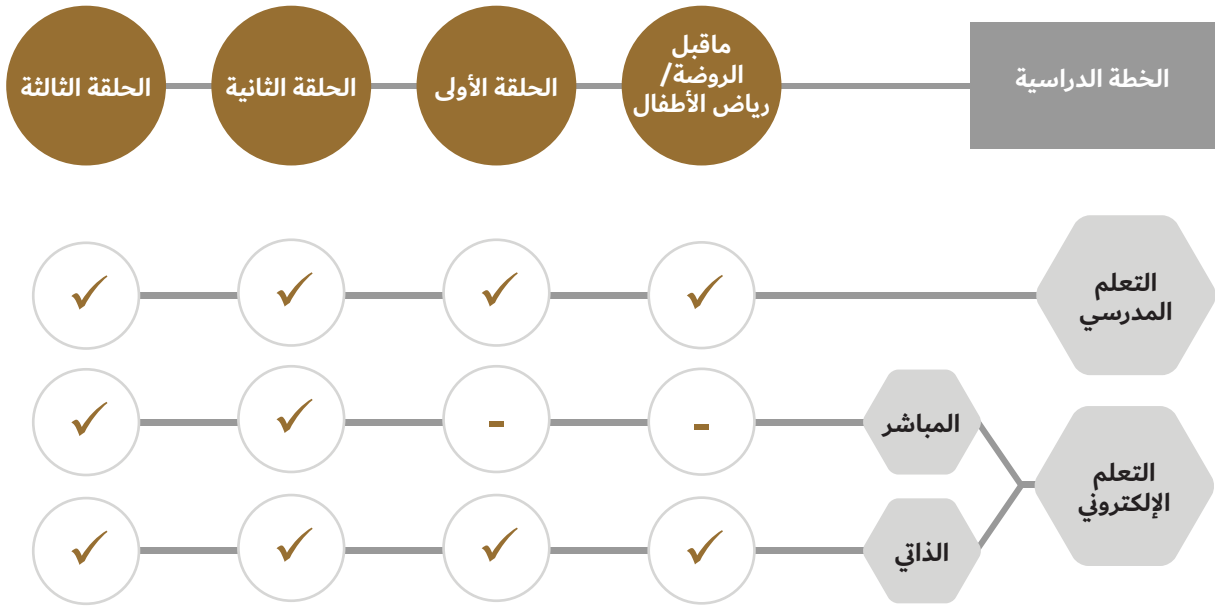 الخطة الدراسية
ماقبل
الروضة/
رياض الأطفال
الحلقة الأولى
الحلقة الثانية
الحلقة الثالثة
التعلم
المدرسي
✓ ✓ ✓ ✓
التعلم
الإلكتروني
المباشر
- - ✓ ✓
الذاتي
✓ ✓ ✓ ✓